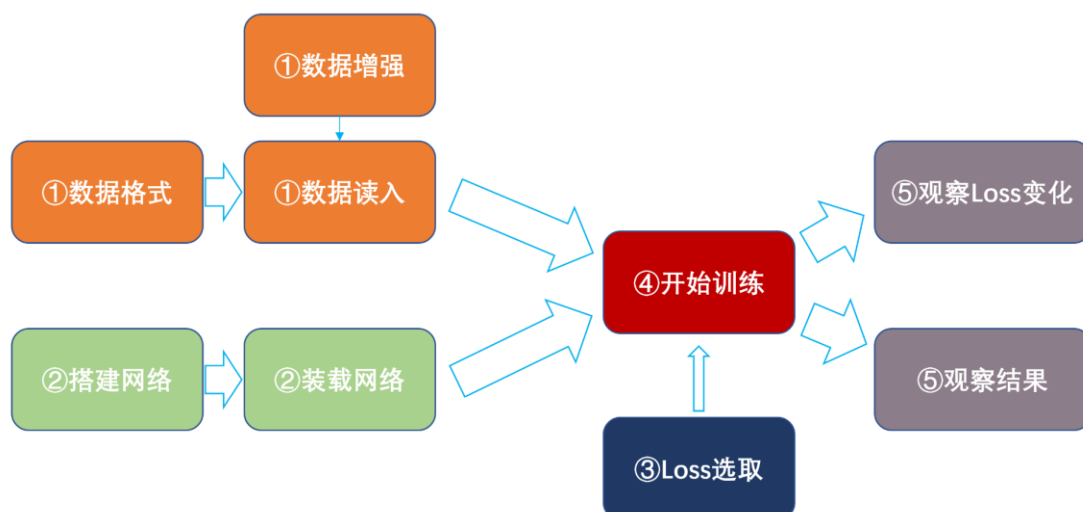 ①数据增强
①数据格式
①数据读入
⑤观察Loss变化
④开始训练
②搭建网络
②装载网络
⑤观察结果
③Loss选取